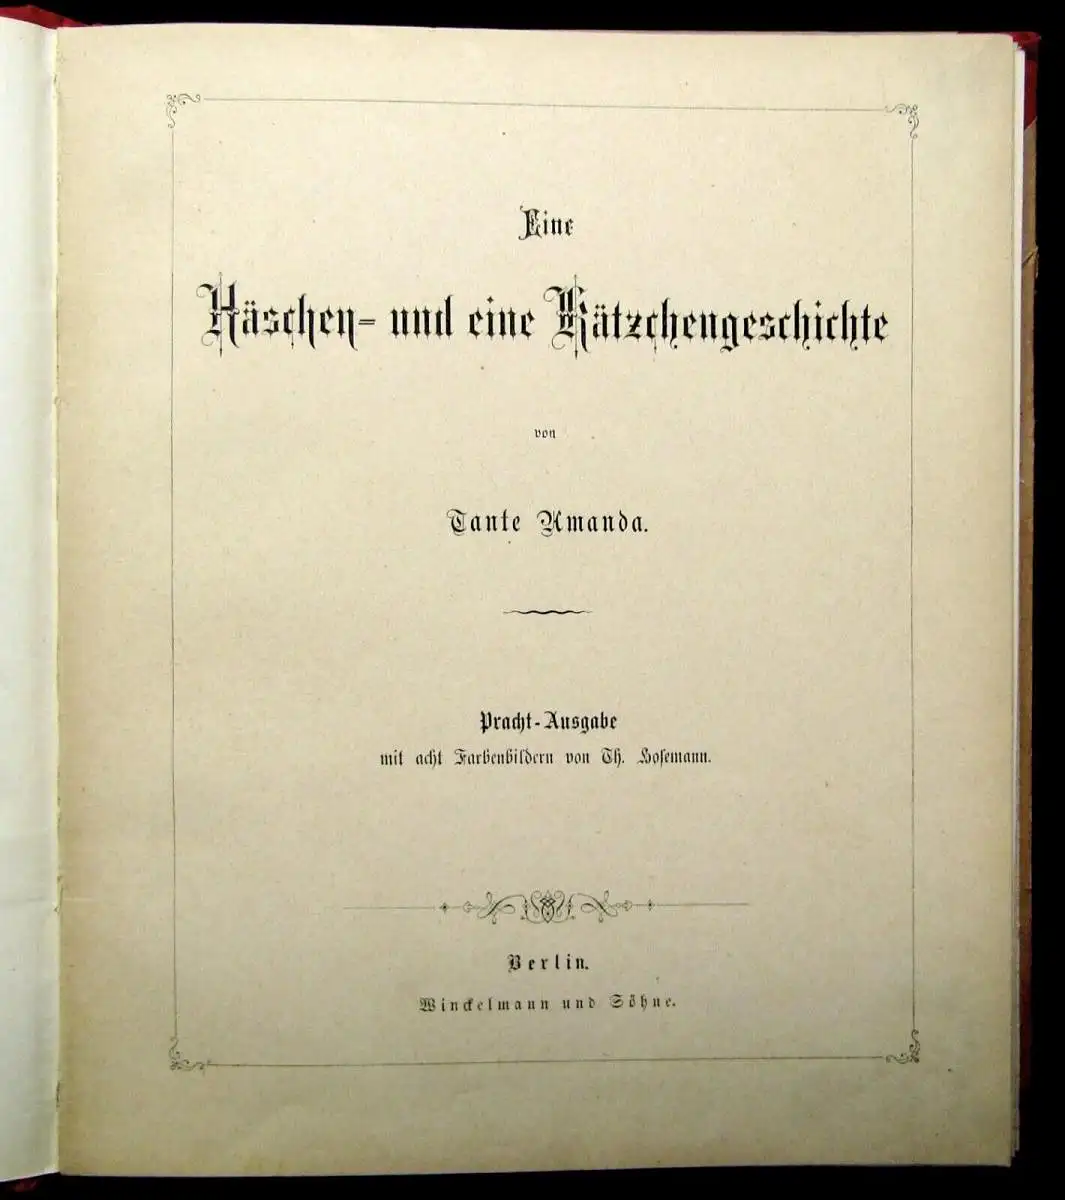 Eine
Häschen- und eine Kätzchengeschichte
von
Tante Amanda.
Pracht-Ausgabe
mit acht Farbenbildern von Th. Hosemann.
Berlin.
Winckelmann und Söhne.